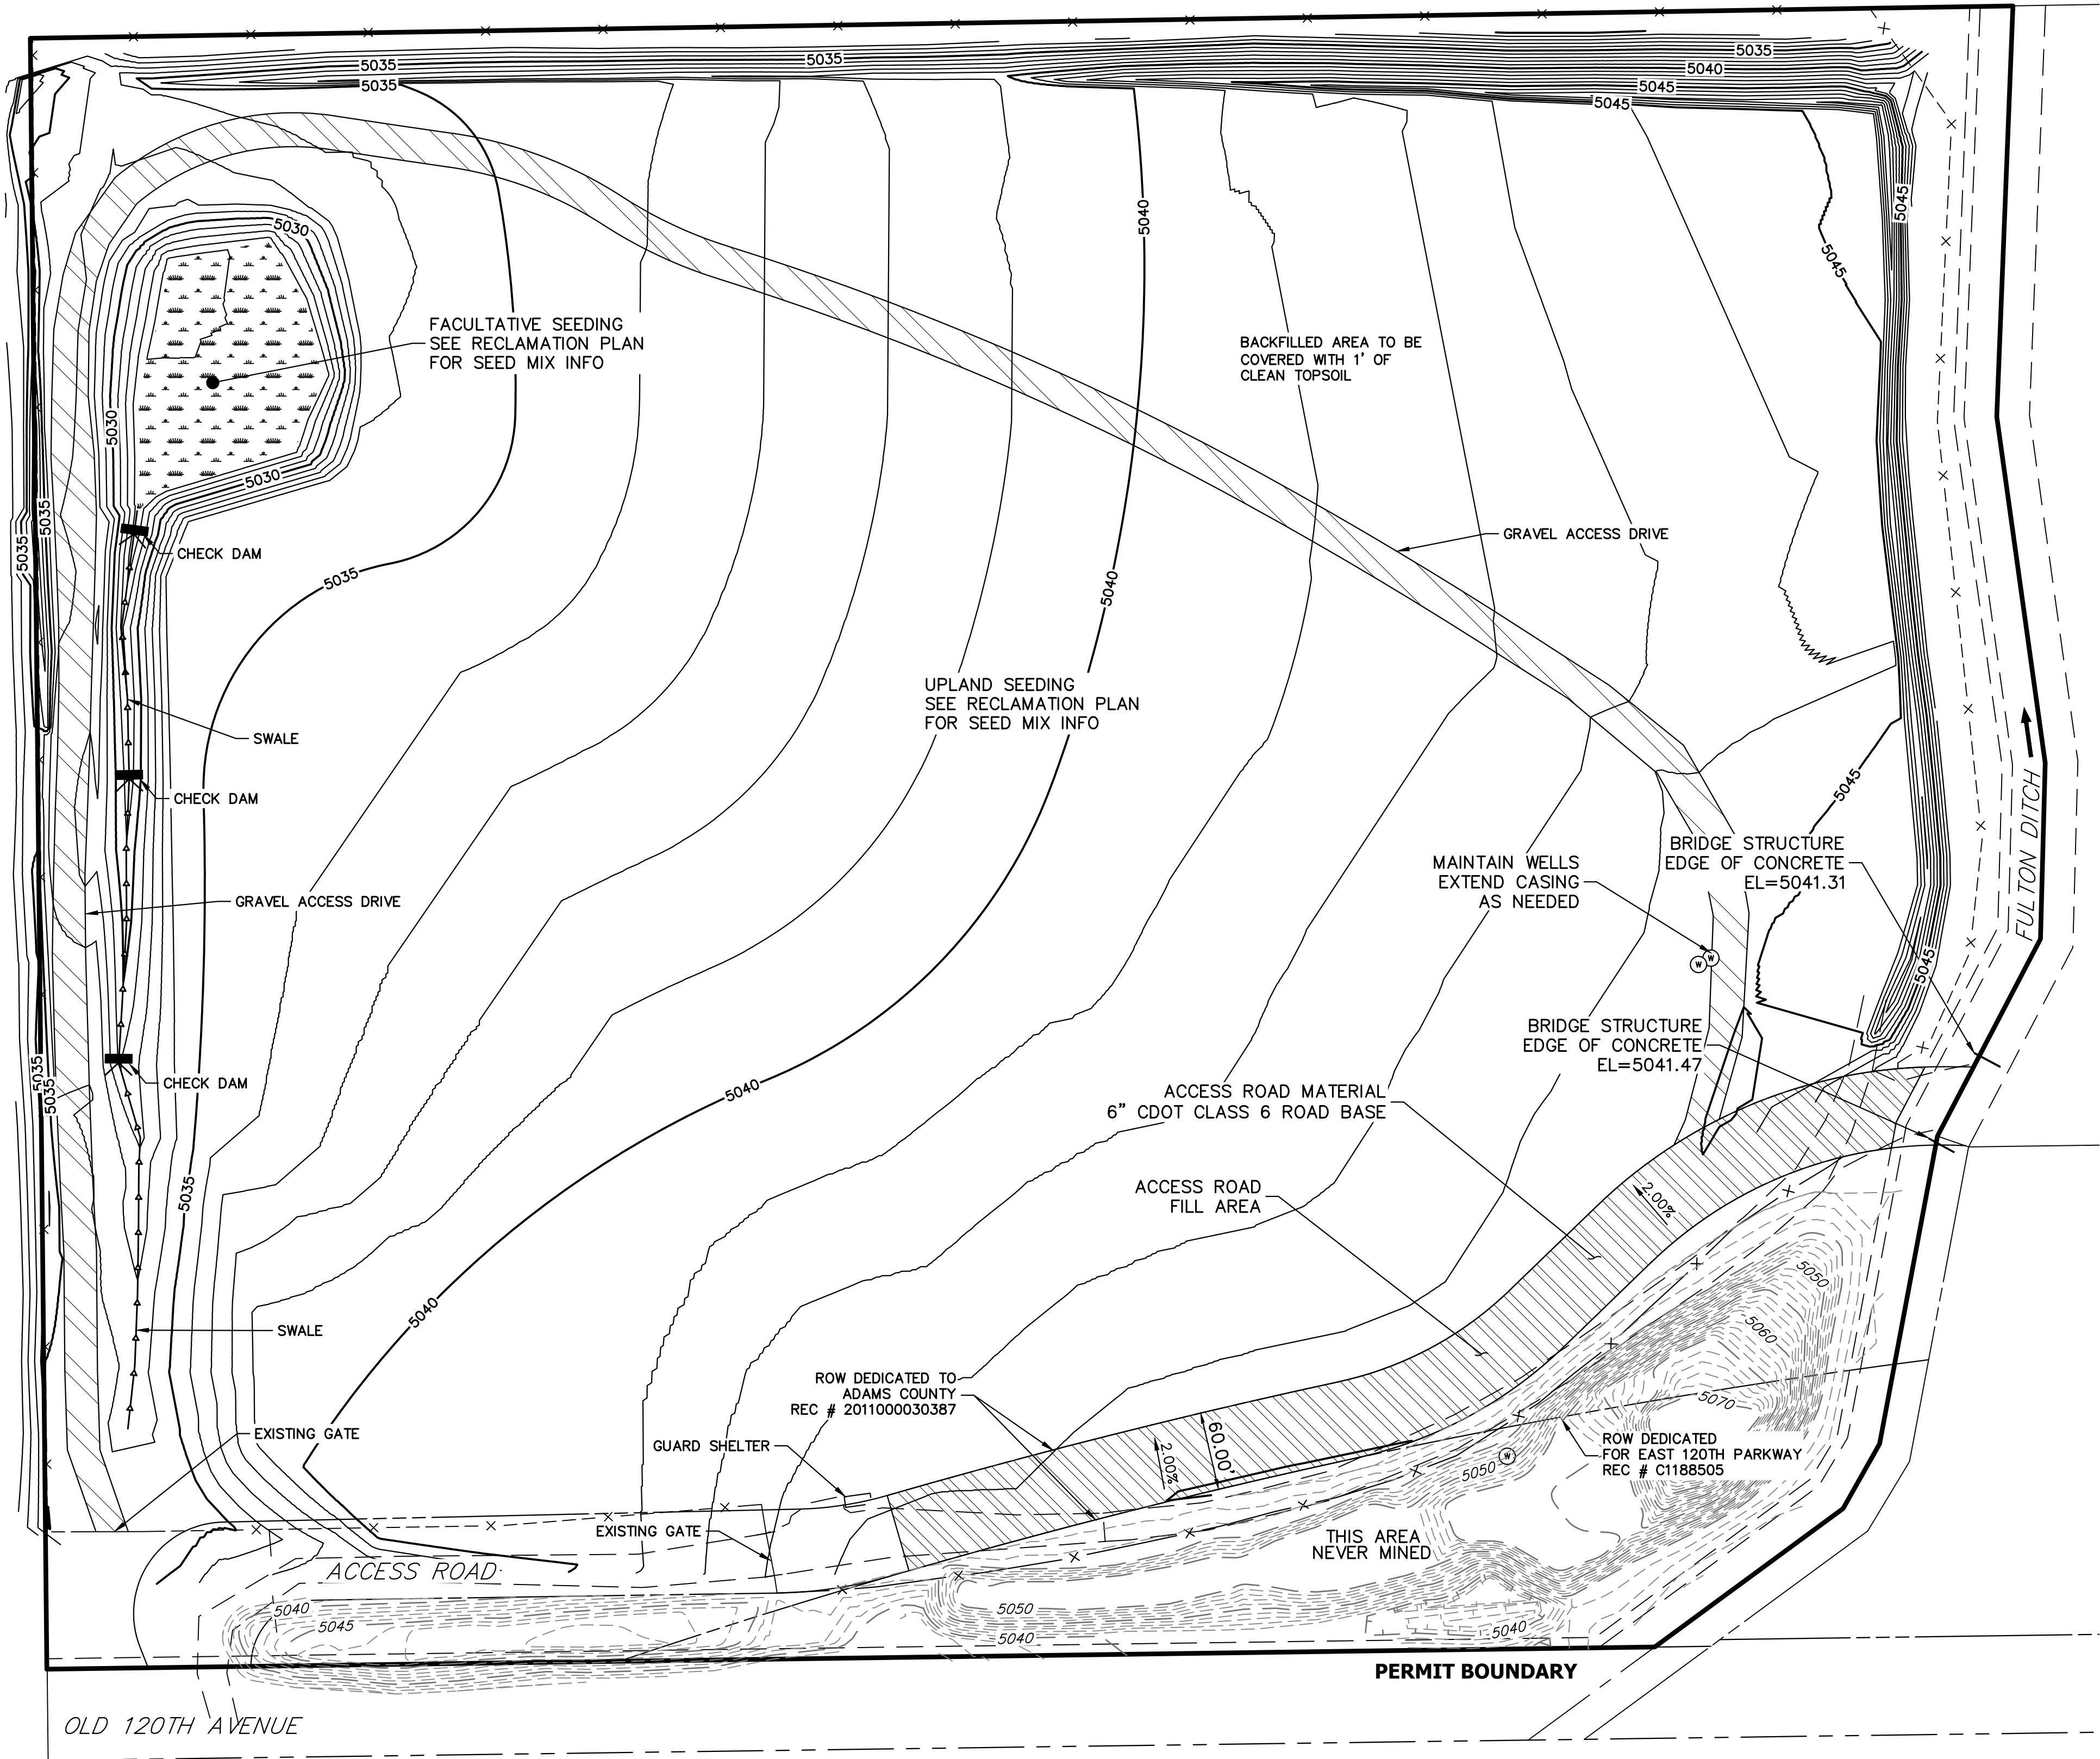 5035
5035
5035
5040
5045
5035
5045
5045
5040
5030
5045
FACULTATIVE SEEDING
SEE RECLAMATION PLAN
FOR SEED MIX INFO
BACKFILLED AREA TO BE
COVERED WITH 1' OF
CLEAN TOPSOIL
5030
5030
5035
5035
GRAVEL ACCESS DRIVE
CHECK DAM
5035
5040
UPLAND SEEDING
SEE RECLAMATION PLAN
FOR SEED MIX INFO
SWALE
5045
CHECK DAM
FULTON DITCH
BRIDGE STRUCTURE
EDGE OF CONCRETE
EL=5041.31
MAINTAIN WELLS
EXTEND CASING
AS NEEDED
GRAVEL ACCESS DRIVE
W
W
5045
BRIDGE STRUCTURE
EDGE OF CONCRETE
EL=5041.47
5035
5035
CHECK DAM
5040
ACCESS ROAD MATERIAL
6" CDOT CLASS 6 ROAD BASE
5035
ACCESS ROAD
FILL AREA
2.00%
5050
5040
SWALE
5060
ROW DEDICATED TO
ADAMS COUNTY
REC # 2011000030387
5070
EXISTING GATE
GUARD SHELTER
2.00%
60.00'
W
5050
ROW DEDICATED
FOR EAST 120TH PARKWAY
REC # C1188505
EXISTING GATE
THIS AREA
NEVER MINED
ACCESS ROAD
5040
5045
5050
5040
5040
PERMIT BOUNDARY
OLD 120TH AVENUE